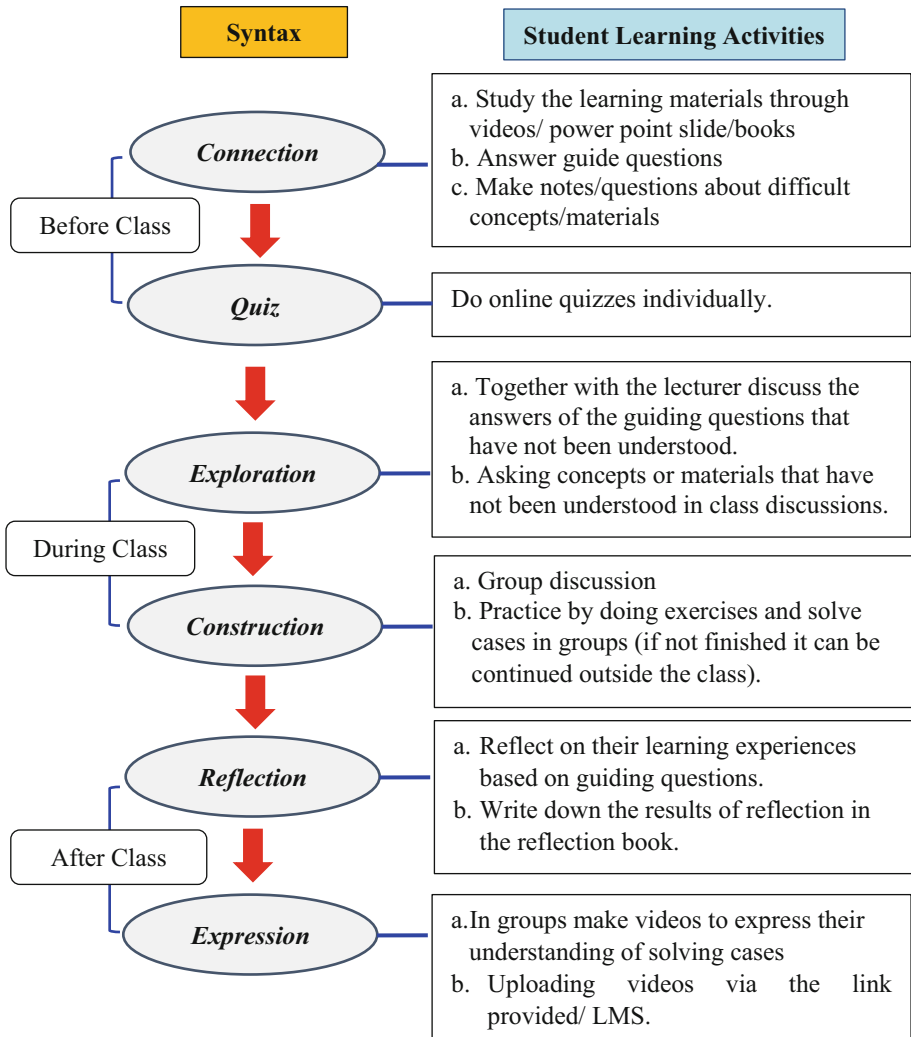 Syntax
Student Learning Activities
Connection
a. Study the learning materials through
videos/ power point slide/books
b. Answer guide questions
c. Make notes/questions about difficult
concepts/materials
Before Class
Quiz
Do online quizzes individually.
Exploration
a. Together with the lecturer discuss the
answers of the guiding questions that
have not been understood.
b. Asking concepts or materials that have
not been understood in class discussions.
During Class
Construction
a. Group discussion
b. Practice by doing exercises and solve
cases in groups (if not finished it can be
continued outside the class).
Reflection
a. Reflect on their learning experiences
based on guiding questions.
b. Write down the results of reflection in
the reflection book.
After Class
Expression
a.In groups make videos to express their
understanding of solving cases
b. Uploading videos via the link
provided/ LMS.